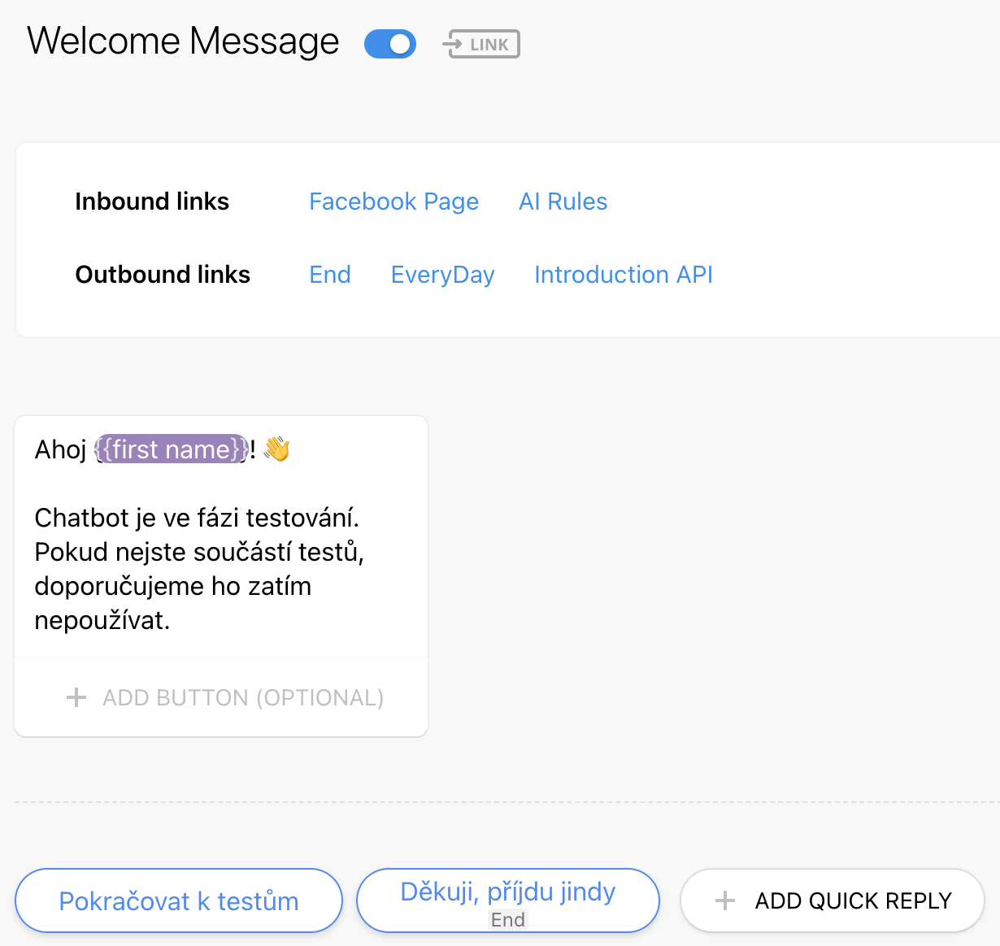 Welcome Message LINK
Inbound links Facebook Page AI Rules
Outbound links End EveryDay Introduction API
Ahoj {{first name}}! 👋
Chatbot je ve fázi testování.
Pokud nejste součástí testů,
doporučujeme ho zatím
nepoužívat.
+ ADD BUTTON (OPTIONAL)
Pokračovat k testům
Děkuji, příjdu jindy
End
+ ADD QUICK REPLY